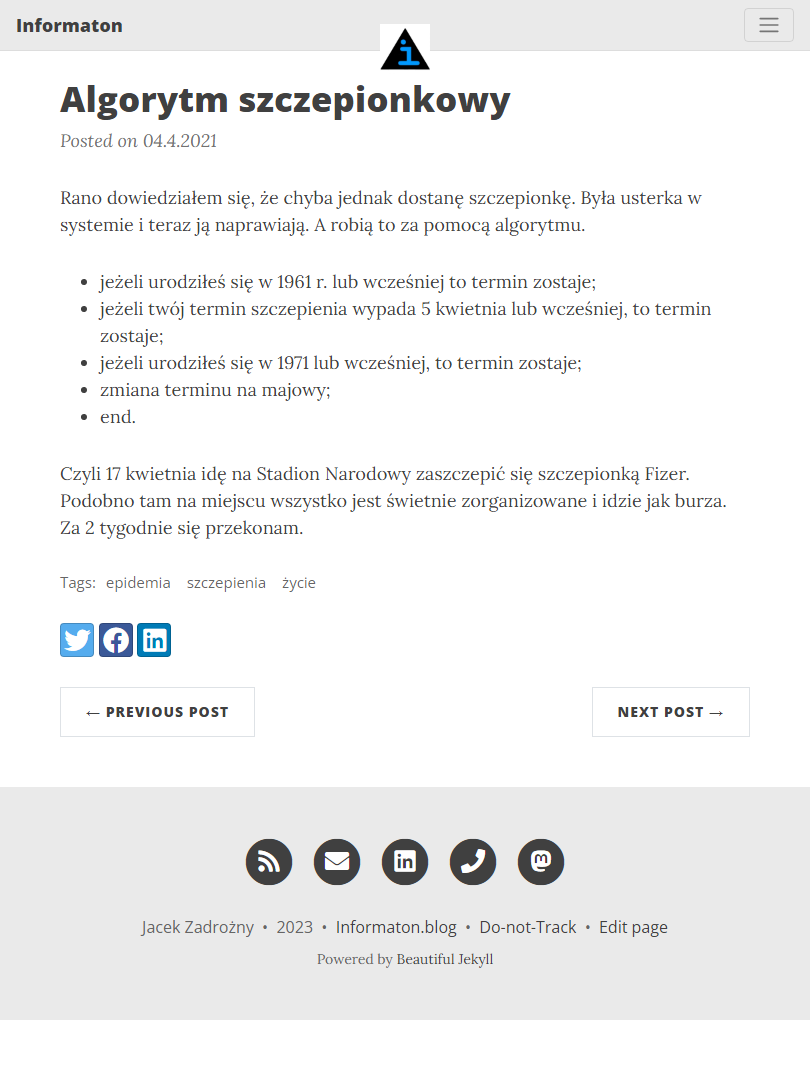 Informaton
i
Algorytm szczepionkowy
Posted on 04.4.2021
Rano dowiedziałem się, że chyba jednak dostanę szczepionkę. Była usterka w
systemie i teraz ją naprawiają. A robią to za pomocą algorytmu.
• jeżeli urodziłeś się w 1961 r. lub wcześniej to termin zostaje;
• jeżeli twój termin szczepienia wypada 5 kwietnia lub wcześniej, to termin
zostaje;
• jeżeli urodziłeś się w 1971 lub wcześniej, to termin zostaje;
• zmiana terminu na majowy;
• end.
Czyli 17 kwietnia idę na Stadion Narodowy zaszczepić się szczepionką Fizer.
Podobno tam na miejscu wszystko jest świetnie zorganizowane i idzie jak burza.
Za 2 tygodnie się przekonam.
Tags: epidemia szczepienia życie
← PREVIOUS POST NEXT POST →
Jacek Zadrożny • 2023 • Informaton.blog • Do-not-Track • Edit page
Powered by Beautiful Jekyll